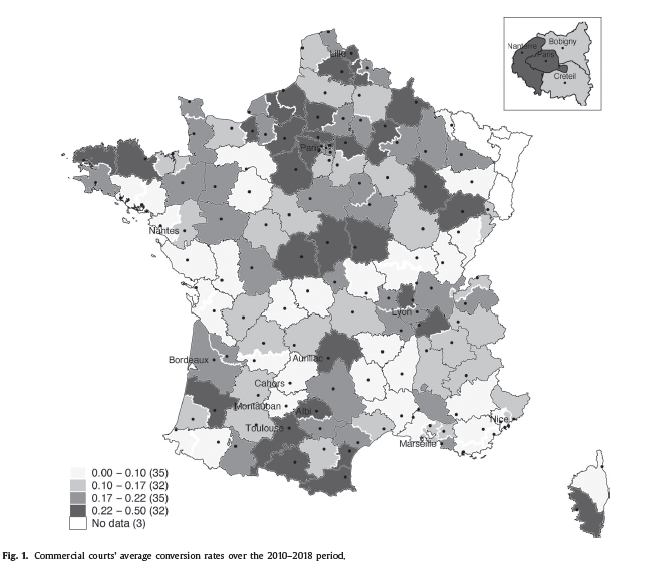 Lille
Nanterre
Bobigny
Paris
Créteil
Paris
Nantes
Lyon
Bordeaux
Aurillac
Cahors
Montauban
Albi
Toulouse
Nice
Marseille
0.00 – 0.10 (35)
0.10 – 0.17 (32)
0.17 – 0.22 (35)
0.22 – 0.50 (32)
No data (3)
Fig. 1. Commercial courts' average conversion rates over the 2010–2018 period.